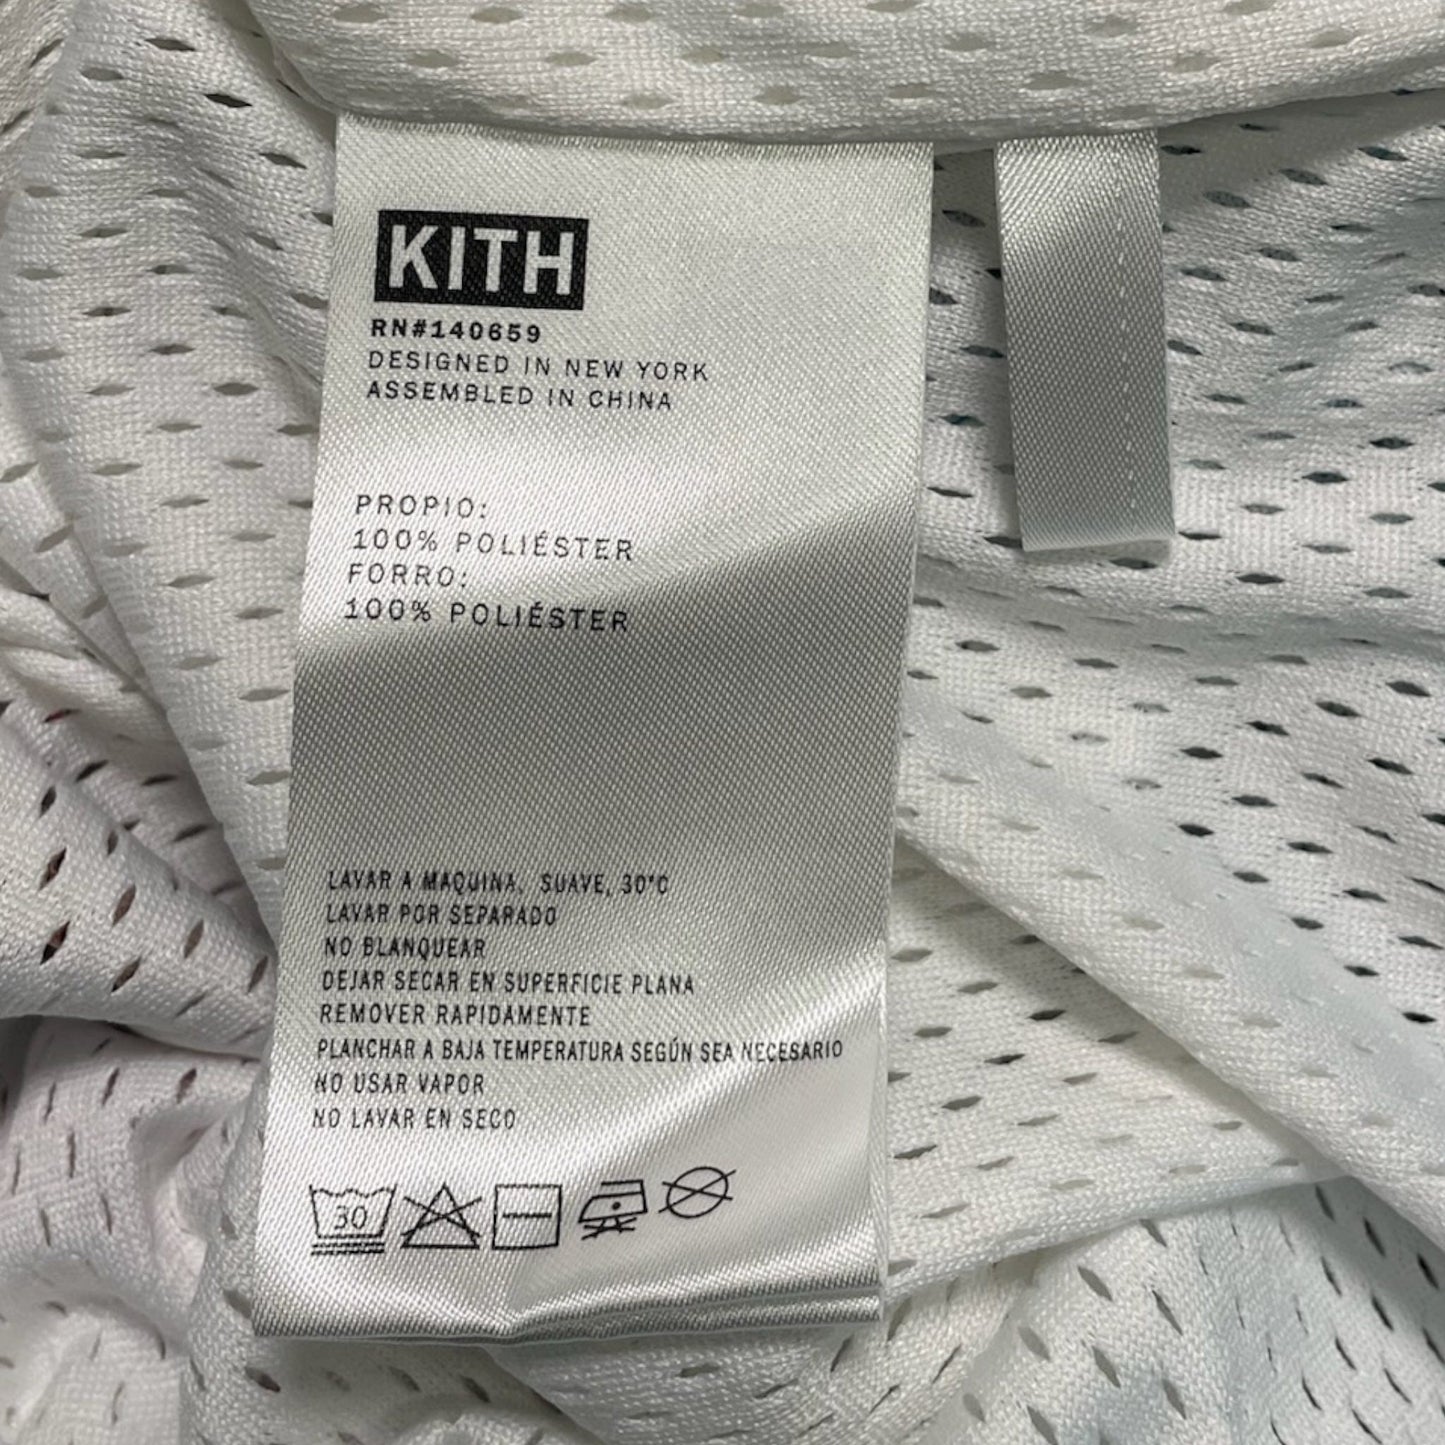 KITH
RN#140659
DESIGNED IN NEW YORK
ASSEMBLED IN CHINA
PROPIO:
100% POLIÉSTER
FORRO:
100% POLIÉSTER
LAVAR A MAQUINA, SUAVE, 30°C
LAVAR POR SEPARADO
NO BLANQUEAR
DEJAR SECAR EN SUPERFICIE PLANA
REMOVER RAPIDAMENTE
PLANCHAR A BAJA TEMPERATURA SEGÚN SEA NECESARIO
NO USAR VAPOR
NO LAVAR EN SECO
30